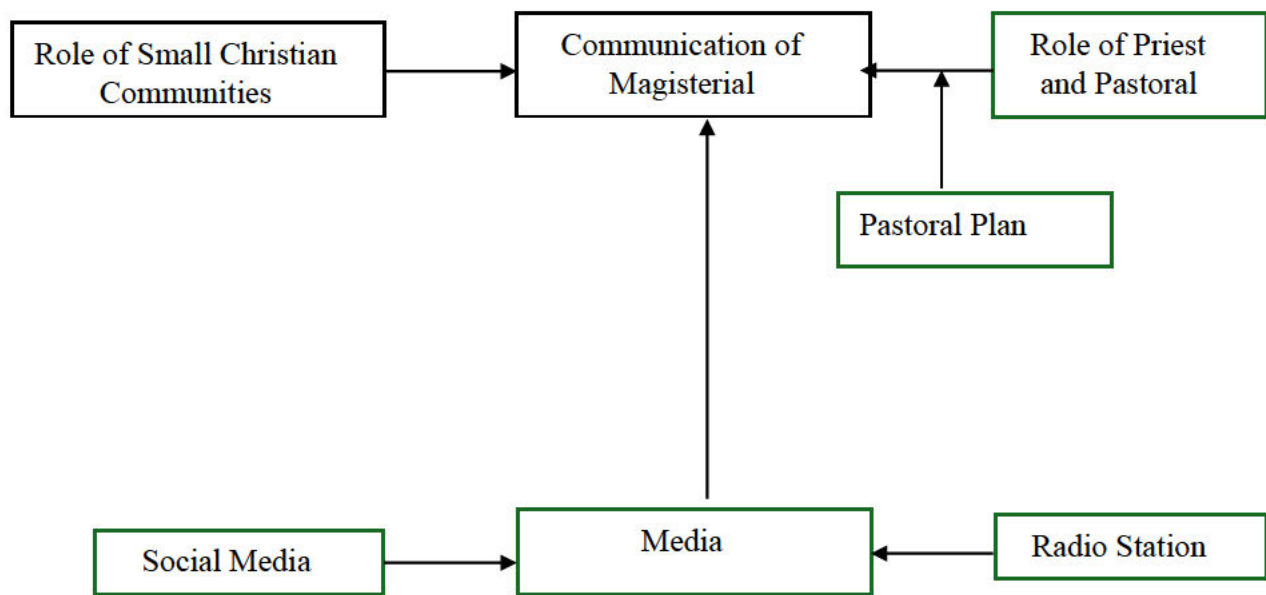 Role of Small Christian
Communities
Communication of
Magisterial
Role of Priest
and Pastoral
Pastoral Plan
Social Media
Media
Radio Station